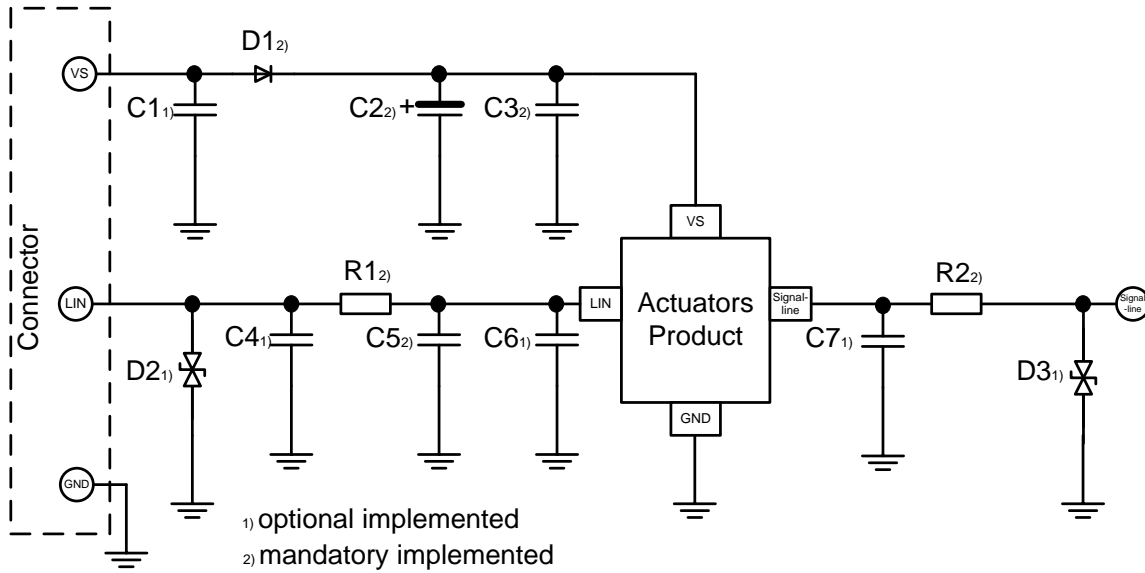 D1 2)
VS
C1 1)
C2 2) +
C3 2)
VS
Connector
LIN
R1 2)
LIN
Actuators
Product
Signal-
line
R2 2)
Signal
-line
C4 1)
C5 2)
C6 1)
C7 1)
D2 1)
D3 1)
GND
GND
1) optional implemented
2) mandatory implemented